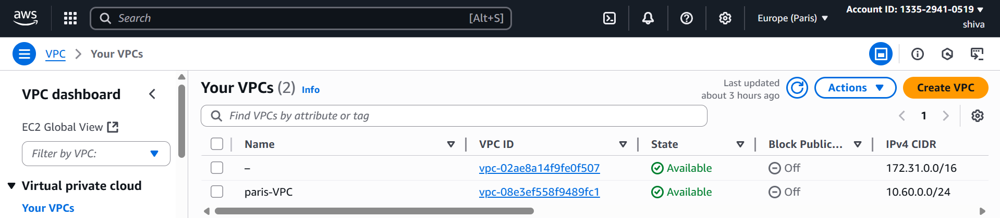 aws
Search [Alt+S]
Europe (Paris)
Account ID: 1335-2941-0519
shiva
VPC
Your VPCs
VPC dashboard
EC2 Global View
Filter by VPC:
Virtual private cloud
Your VPCs
Your VPCs (2) Info
Last updated
about 3 hours ago
Actions
Create VPC
Find VPCs by attribute or tag
1
Name VPC ID State Block Public... IPv4 CIDR
– vpc-02ae8a14f9fe0f507 Available Off 172.31.0.0/16
paris-VPC vpc-08e3ef558f9489fc1 Available Off 10.60.0.0/24